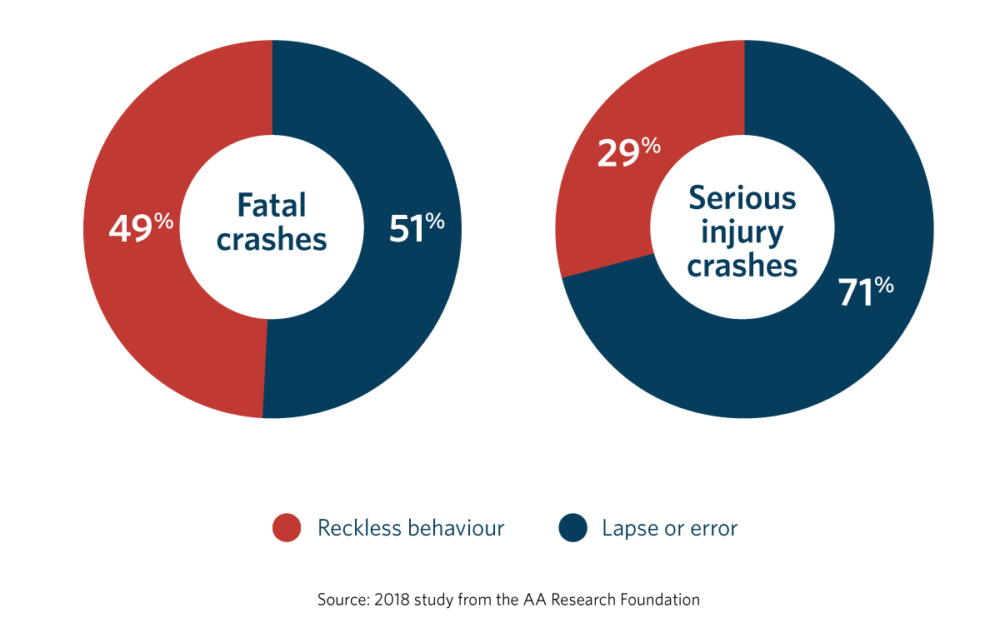 49%
Fatal
crashes
51%
29%
Serious
injury
crashes
71%
Reckless behaviour
Lapse or error
Source: 2018 study from the AA Research Foundation